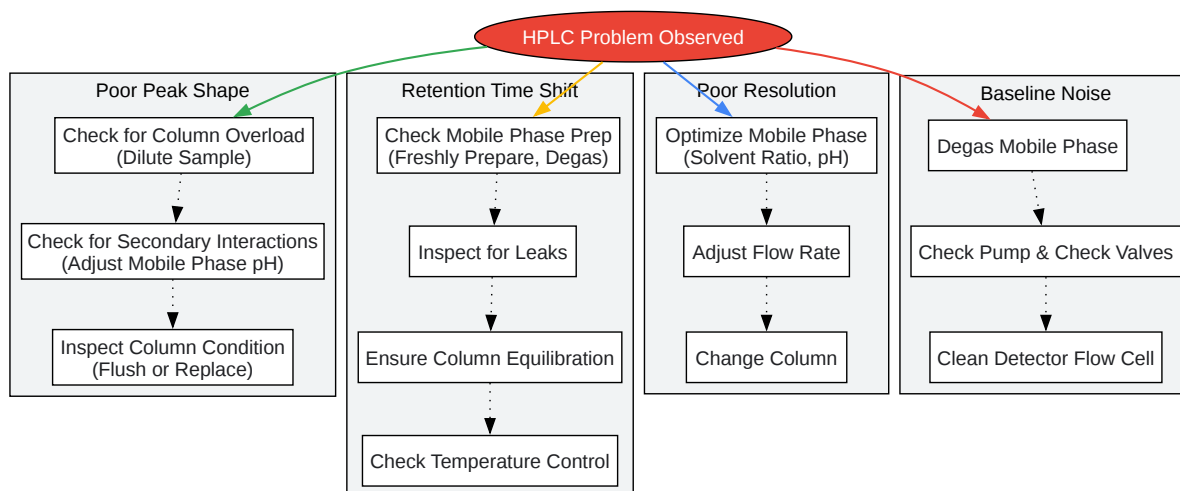 HPLC Problem Observed
Poor Peak Shape
Check for Column Overload
(Dilute Sample)
Check for Secondary Interactions
(Adjust Mobile Phase pH)
Inspect Column Condition
(Flush or Replace)
Retention Time Shift
Check Mobile Phase Prep
(Freshly Prepare, Degas)
Inspect for Leaks
Ensure Column Equilibration
Check Temperature Control
Poor Resolution
Optimize Mobile Phase
(Solvent Ratio, pH)
Adjust Flow Rate
Change Column
Baseline Noise
Degas Mobile Phase
Check Pump & Check Valves
Clean Detector Flow Cell